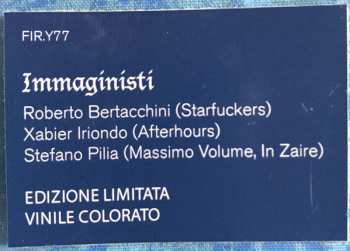 FIR.Y77
Immaginisti
Roberto Bertacchini (Starfuckers)
Xabier Iriondo (Afterhours)
Stefano Pilia (Massimo Volume, In Zaire)
EDIZIONE LIMITATA
VINILE COLORATO